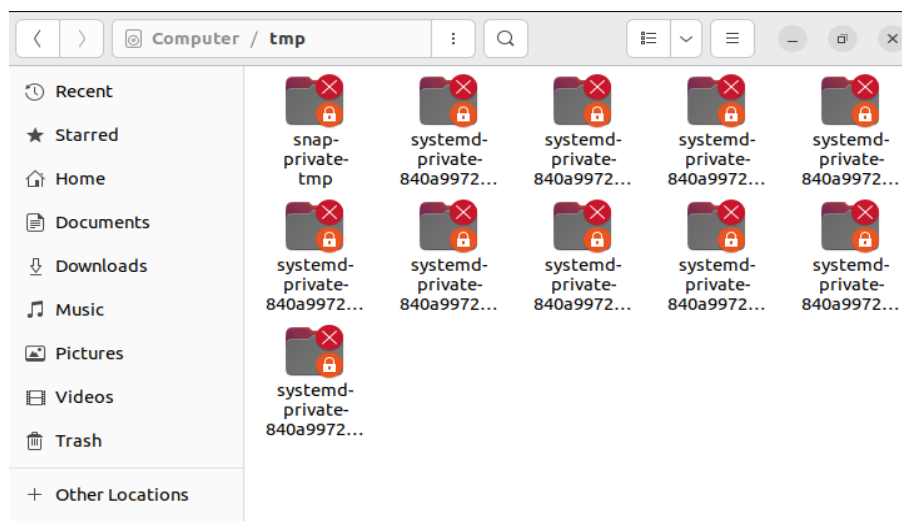 Computer / tmp
Recent
Starred
Home
Documents
Downloads
Music
Pictures
Videos
Trash
+ Other Locations
snap-
private-
tmp
systemd-
private-
840a9972...
systemd-
private-
840a9972...
systemd-
private-
840a9972...
systemd-
private-
840a9972...
systemd-
private-
840a9972...
systemd-
private-
840a9972...
systemd-
private-
840a9972...
systemd-
private-
840a9972...
systemd-
private-
840a9972...
systemd-
private-
840a9972...